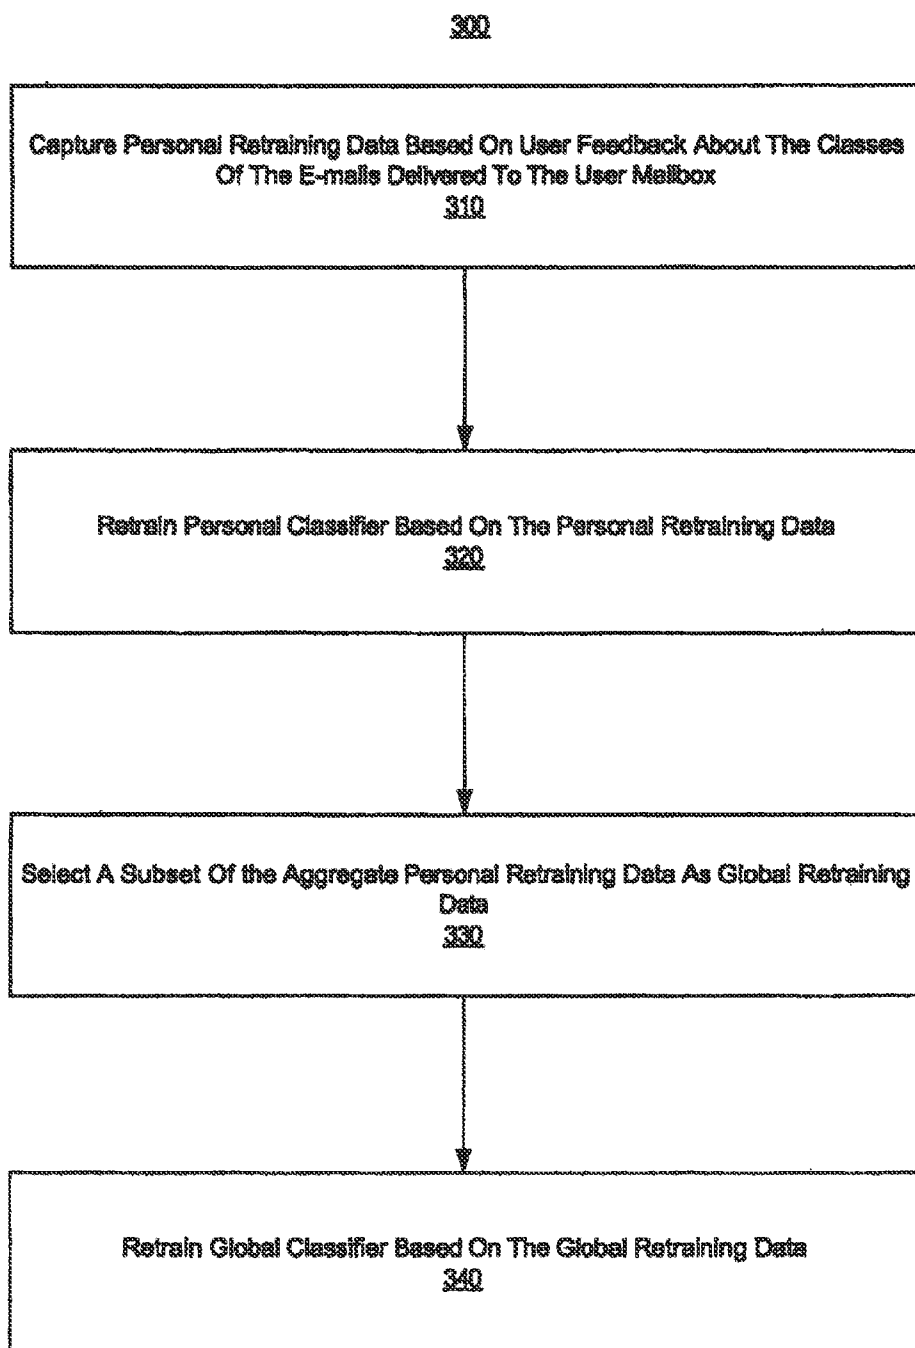 300
Capture Personal Retraining Data Based On User Feedback About The Classes
Of The E-mails Delivered To The User Mailbox
310
Retrain Personal Classifier Based On The Personal Retraining Data
320
Select A Subset Of the Aggregate Personal Retraining Data As Global Retraining
Data
330
Retrain Global Classifier Based On The Global Retraining Data
340